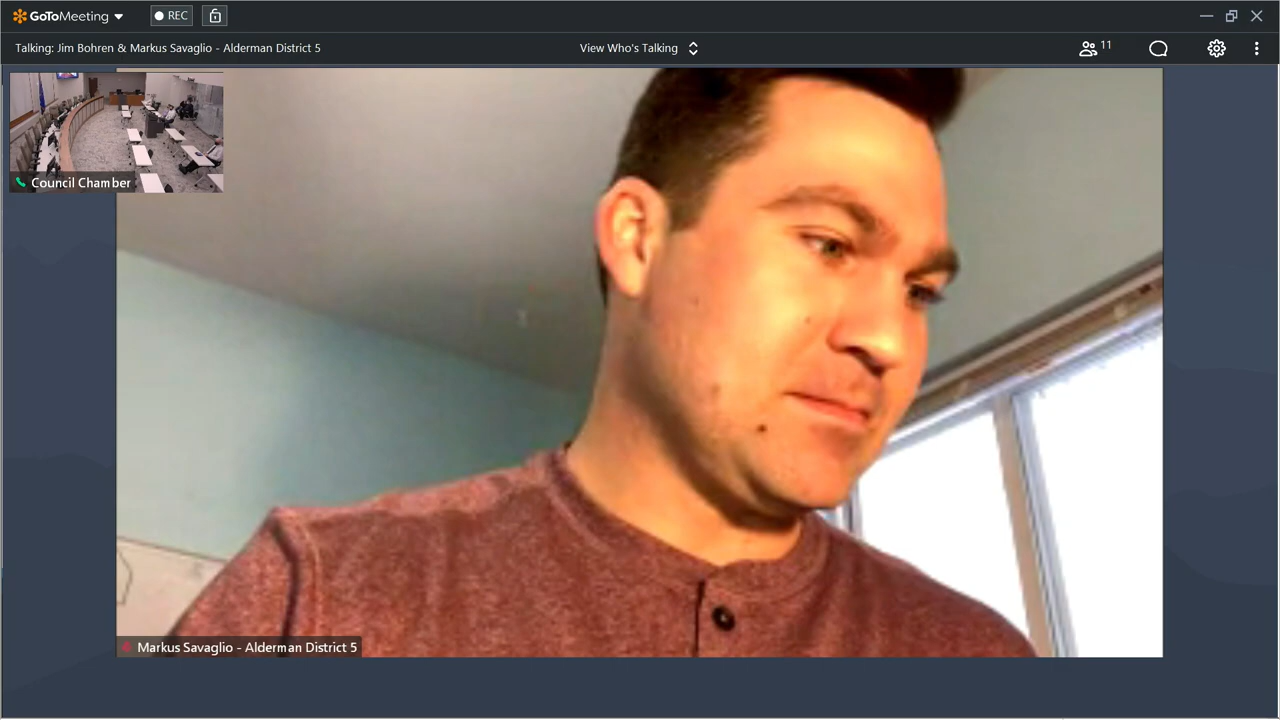 GoToMeeting
REC
Talking: Jim Bohren & Markus Savaglio - Alderman District 5
View Who's Talking
11
Council Chamber
Markus Savaglio - Alderman District 5